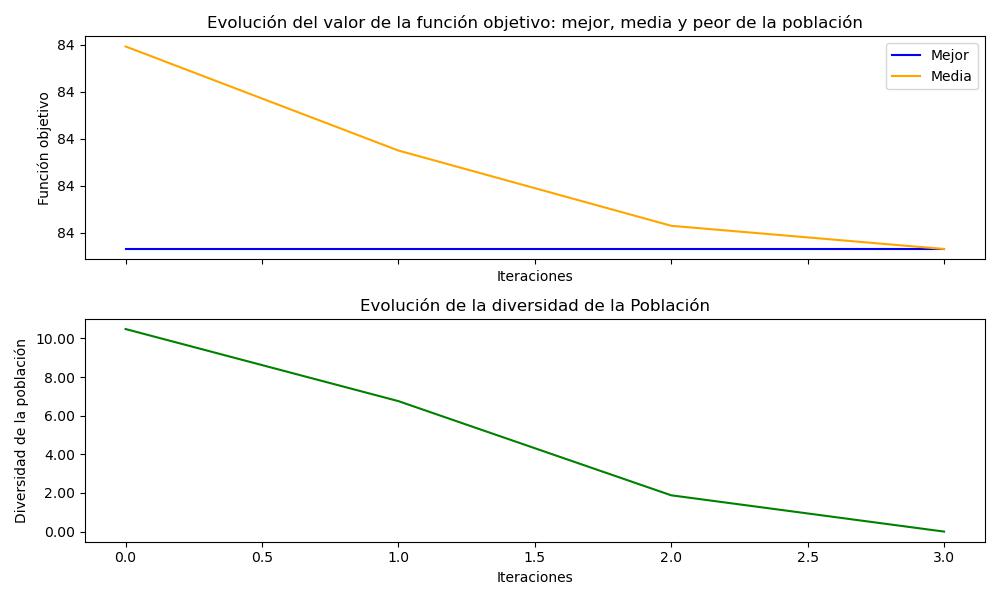 Evolución del valor de la función objetivo: mejor, media y peor de la población
84
84
84
84
84
Función objetivo
Mejor
Media
Iteraciones
Evolución de la diversidad de la Población
10.00
8.00
6.00
4.00
2.00
0.00
Diversidad de la población
0.0 0.5 1.0 1.5 2.0 2.5 3.0
Iteraciones